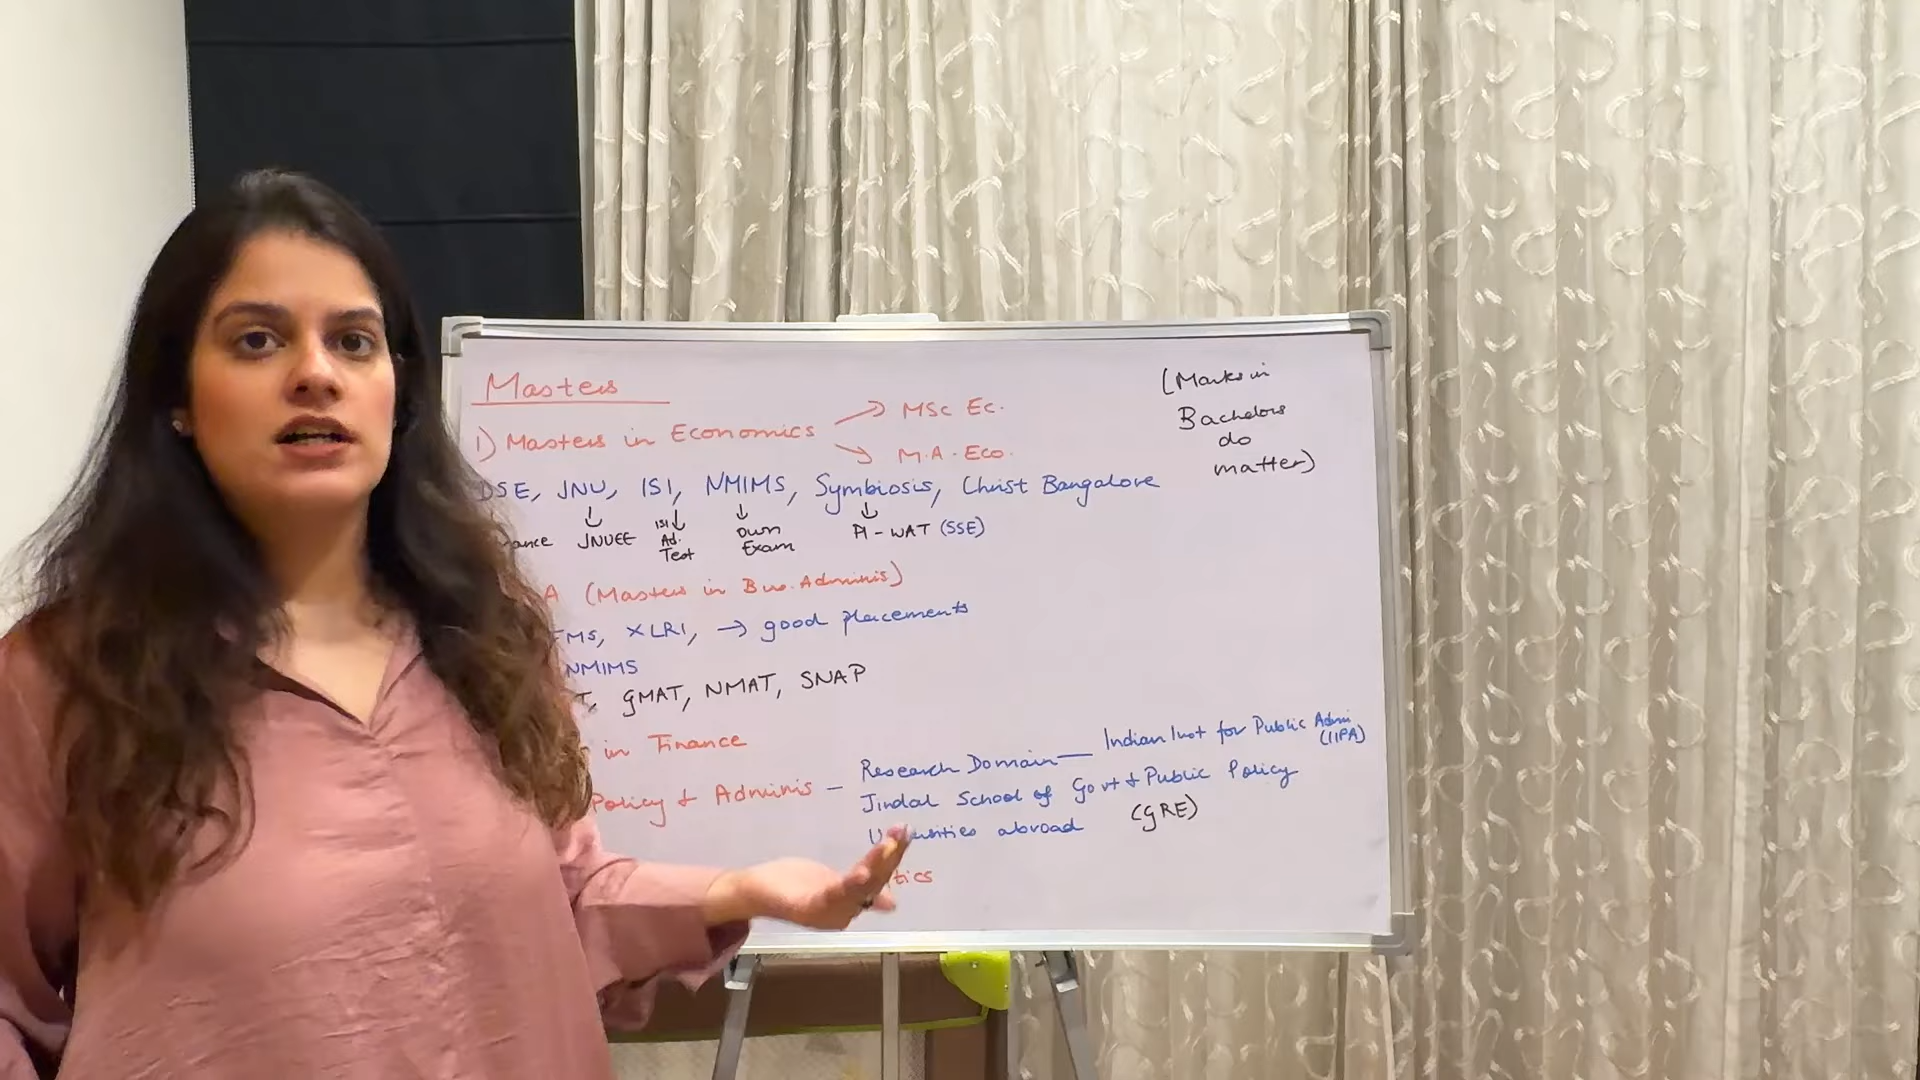 Masters
1) Masters in Economics → MSc Ec.
→ M.A. Eco.
(Marks in
Bachelors
do
matter)
DSE, JNU, ISI, NMIMS, Symbiosis, Christ Bangalore
↓ ↓ ↓ ↓
JNUEE ISI Ad. Test own Exam PI-WAT (SSE)
A (Masters in Bus. Adminis)
FMS, XLRI, → good placements
NMIMS
T, GMAT, NMAT, SNAP
in Finance
Policy & Adminis - Research Domain — Indian Inst for Public Admi (IIPA)
Jindal School of Govt & Public Policy
abroad (GRE)
tics